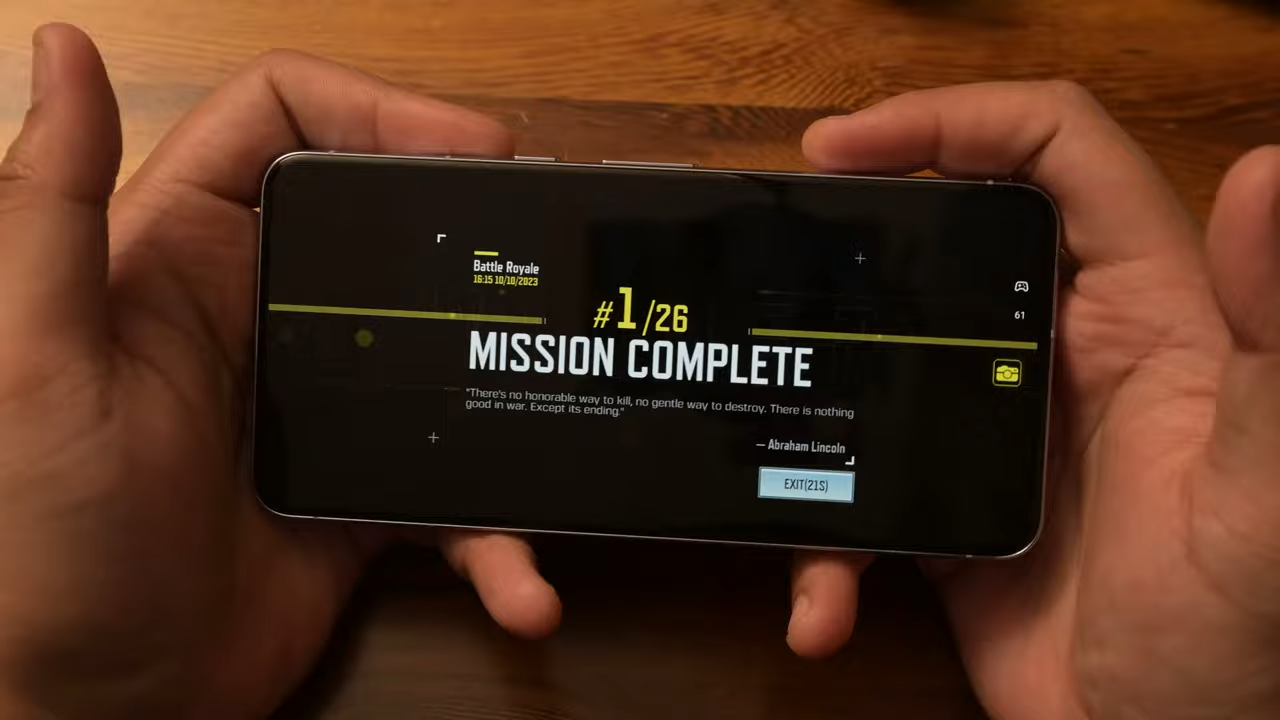 Battle Royale
16:15 10/10/2023
#1/26
61
MISSION COMPLETE
"There's no honorable way to kill, no gentle way to destroy. There is nothing
good in war. Except its ending."
— Abraham Lincoln
EXIT(21S)